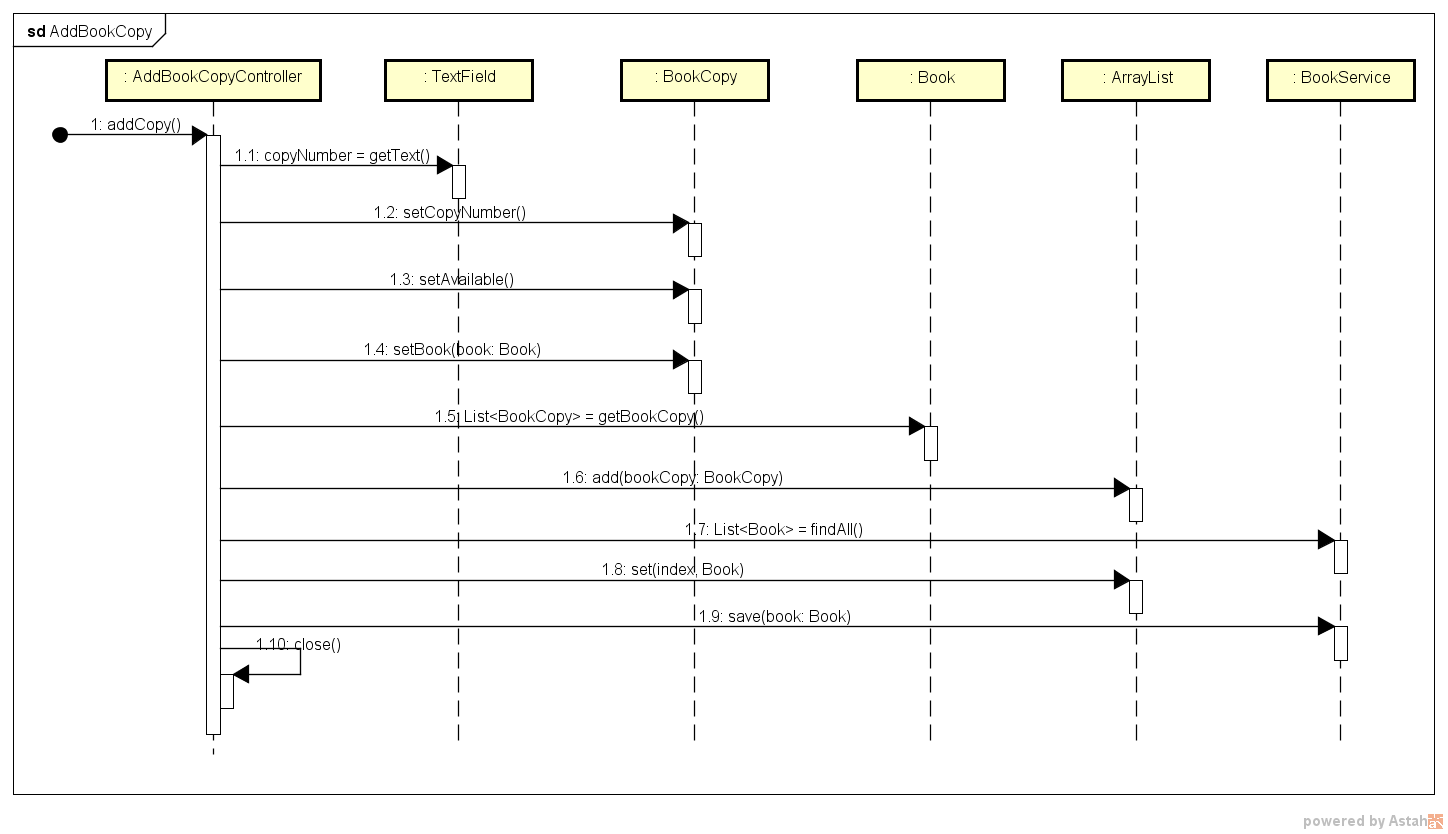 sd AddBookCopy
: AddBookCopyController
: TextField
: BookCopy
: Book
: ArrayList
: BookService
1: addCopy()
1.1: copyNumber = getText()
1.2: setCopyNumber()
1.3: setAvailable()
1.4: setBook(book: Book)
1.5: List<BookCopy> = getBookCopy()
1.6: add(bookCopy: BookCopy)
1.7: List<Book> = findAll()
1.8: set(index, Book)
1.9: save(book: Book)
1.10: close()
powered by Astah